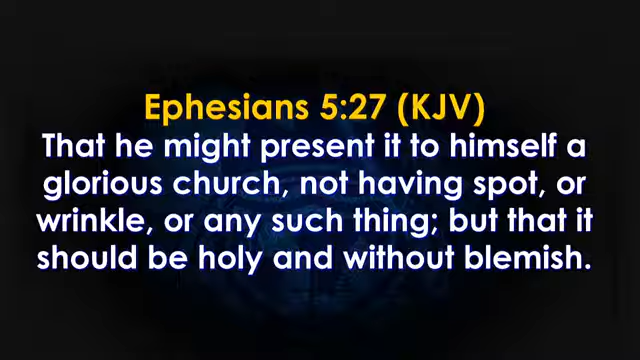 Ephesians 5:27 (KJV)
That he might present it to himself a
glorious church, not having spot, or
wrinkle, or any such thing; but that it
should be holy and without blemish.